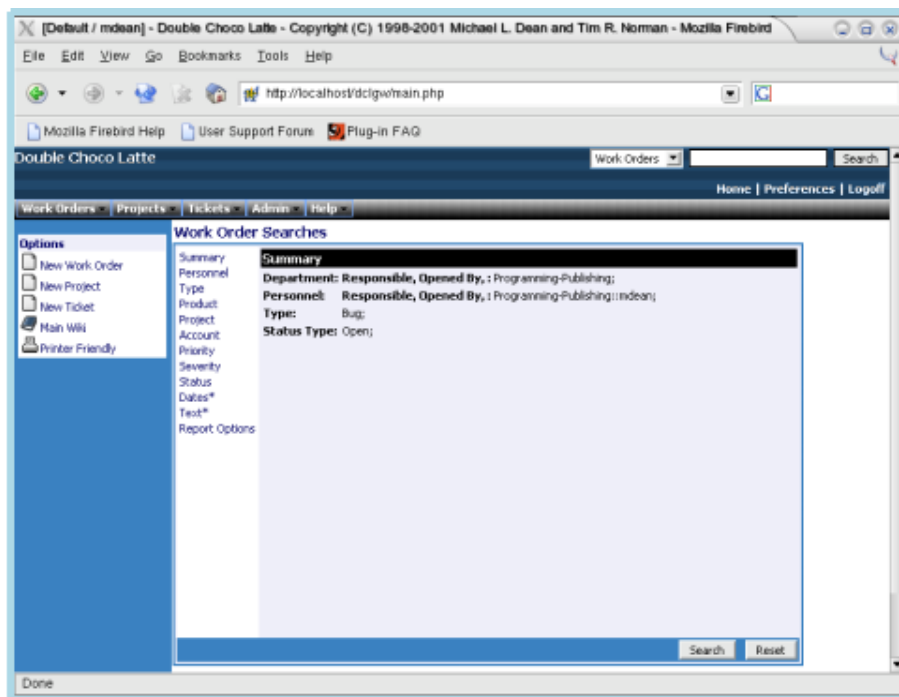 [Default / mdean] - Double Choco Latte - Copyright (C) 1998-2001 Michael L. Dean and Tim R. Norman - Mozilla Firebird
File Edit View Go Bookmarks Tools Help
http://localhost/dclgw/main.php
Mozilla Firebird Help User Support Forum Plug-in FAQ
Double Choco Latte Work Orders Search
Home | Preferences | Logoff
Work Orders Projects Tickets Admin Help
Work Order Searches
Options
New Work Order
New Project
New Ticket
Main Wiki
Printer Friendly
Summary
Personnel
Type
Product
Project
Account
Priority
Severity
Status
Dates*
Text*
Report Options
Summary
Department: Responsible, Opened By, : Programming-Publishing;
Personnel: Responsible, Opened By, : Programming-Publishing::mdean;
Type: Bug;
Status Type: Open;
Search Reset
Done